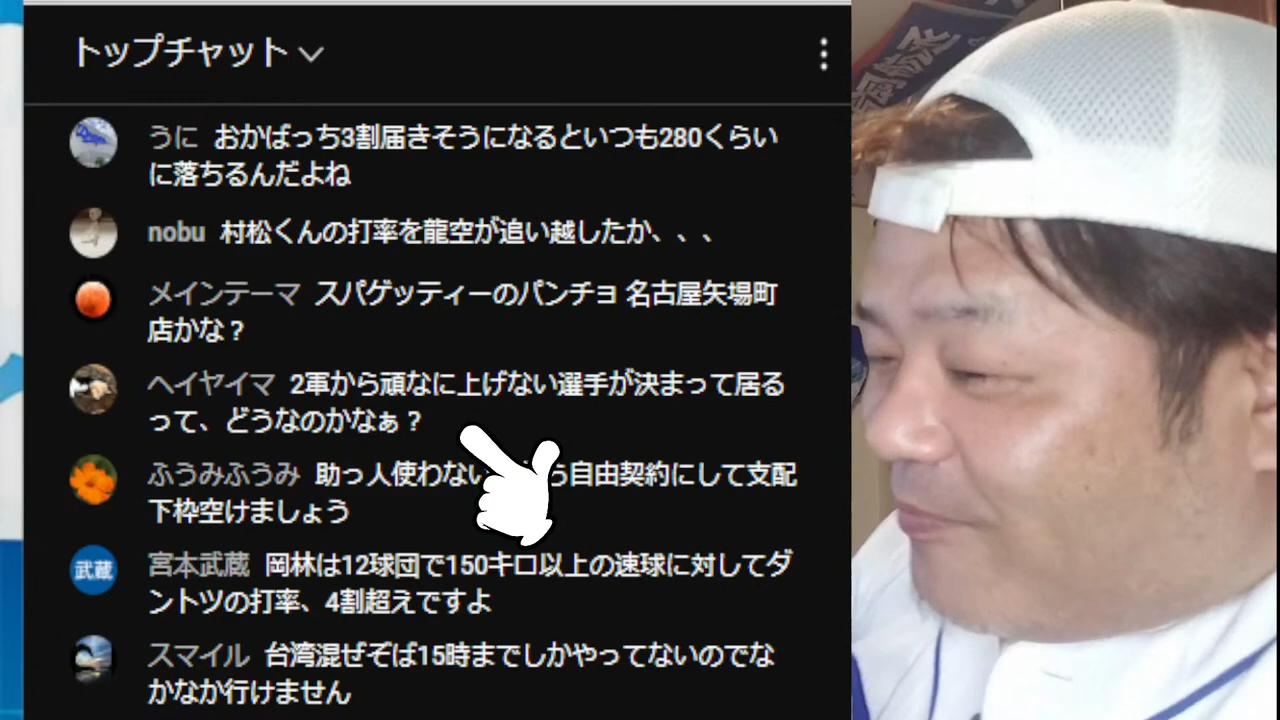 トップチャット
うに おかばっち3割届きそうになるといつも280くらい
に落ちるんだよね
nobu 村松くんの打率を龍空が追い越したか、、、
メインテーマ スパゲッティーのパンチョ 名古屋矢場町
店かな？
ヘイヤイマ 2軍から頑なに上げない選手が決まって居る
って、どうなのかなぁ？
ふうみふうみ 助っ人使わない ら自由契約にして支配
下枠空けましょう
武蔵 宮本武蔵 岡林は12球団で150キロ以上の速球に対してダ
ントツの打率、4割超えですよ
スマイル 台湾混ぜそば15時までしかやってないのでな
かなか行けません